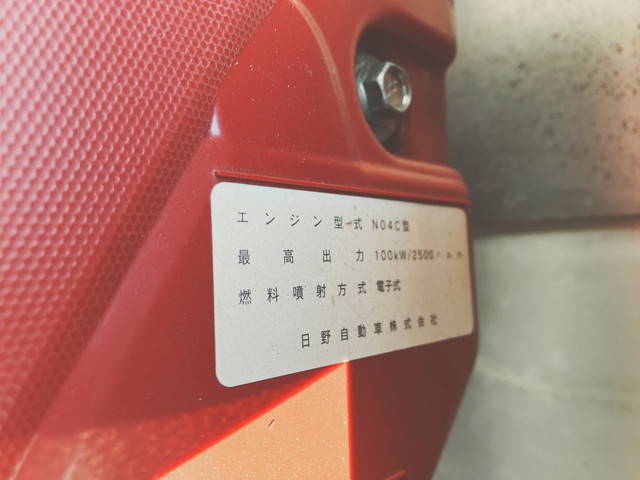 エンジン型式 N04C型
最高出力 100kW/2500r.p.m.
燃料噴射方式 電子式
日野自動車株式会社